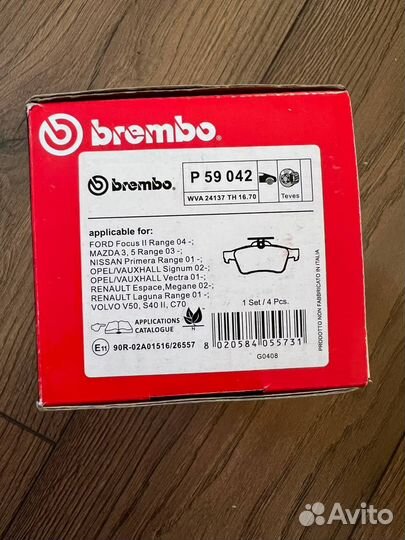 brembo
brembo
P 59 042
WVA 24137 TH 16.70
Teves
applicable for:
FORD Focus II Range 04 -;
MAZDA 3, 5 Range 03 -;
NISSAN Primera Range 01 -;
OPEL/VAUXHALL Signum 02-;
OPEL/VAUXHALL Vectra 01-;
RENAULT Espace,Megane 02-;
RENAULT Laguna Range 01 -;
VOLVO V50, S40 II, C70
1 Set / 4 Pcs.
APPLICATIONS
CATALOGUE
N
E11 90R-02A01516/26557
8 020584 055731
G0408
PRODOTTO NON FABBRICATO IN ITALIA
Avito